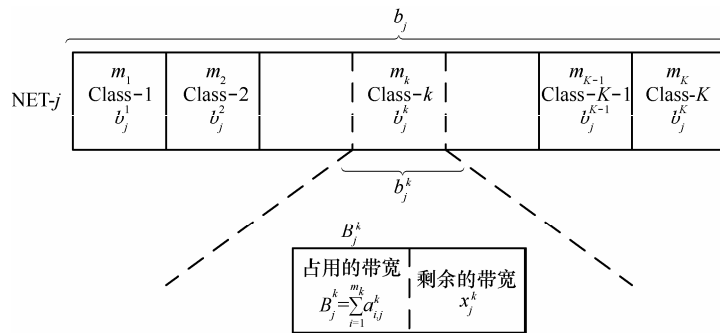 b_j
NET-j
m_1 m_2 m_k m_{K-1} m_K
Class-1 Class-2 Class-k Class-K-1 Class-K
b_j^1 b_j^2 b_j^k b_j^{K-1} b_j^K
b_j^k
B_j^k
占用的带宽 剩余的带宽
B_j^k=\sum_{i=1}^{m_k} a_{i,j}^k x_j^k